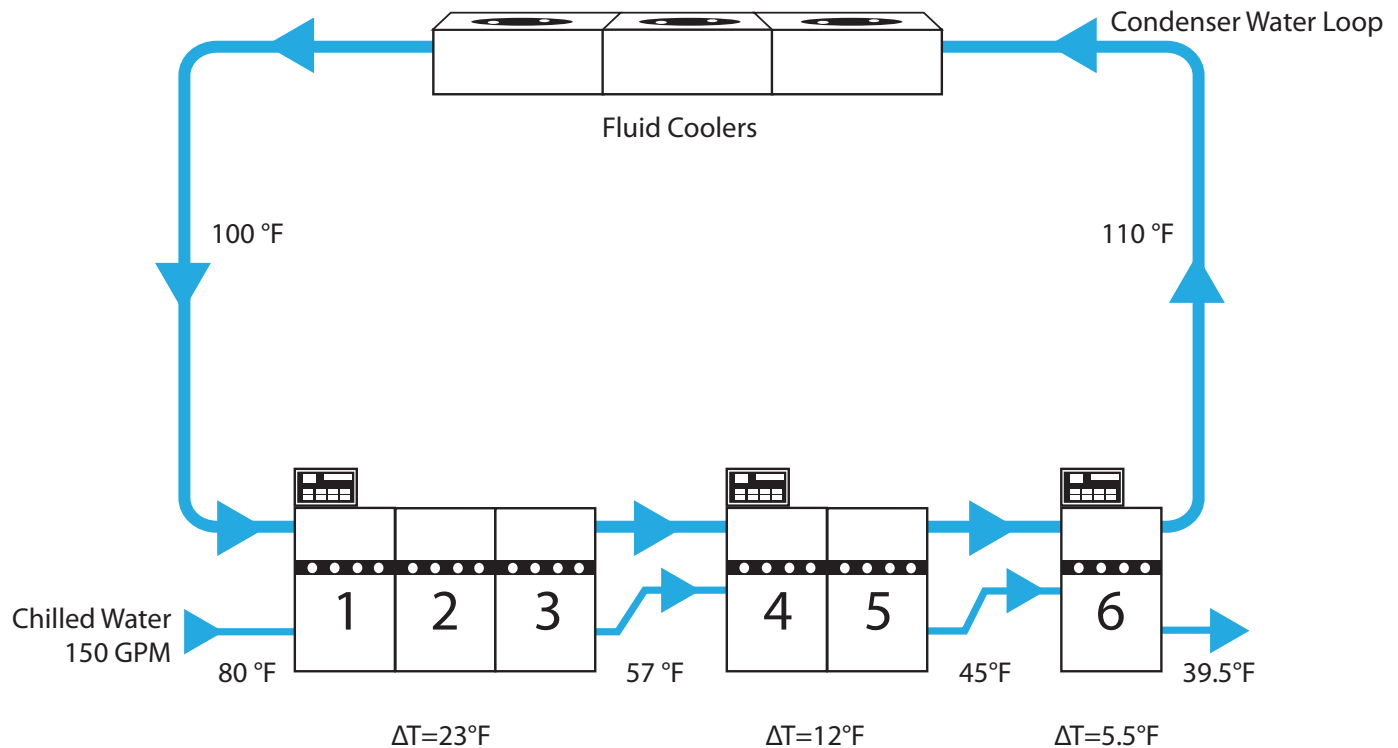 Condenser Water Loop
Fluid Coolers
100 °F
110 °F
1
2
3
4
5
6
Chilled Water
150 GPM
80 °F
57 °F
45°F
39.5°F
ΔT=23°F
ΔT=12°F
ΔT=5.5°F